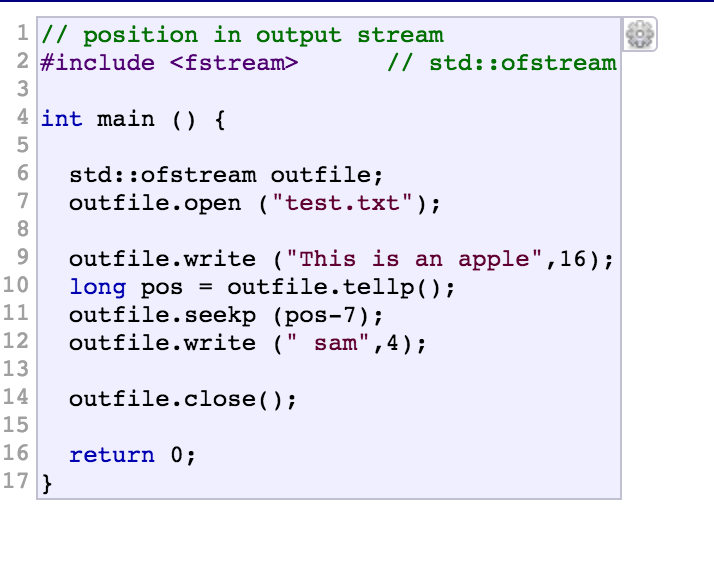 1 // position in output stream
2 #include <fstream>      // std::ofstream
3
4 int main () {
5
6   std::ofstream outfile;
7   outfile.open ("test.txt");
8
9   outfile.write ("This is an apple",16);
10   long pos = outfile.tellp();
11   outfile.seekp (pos-7);
12   outfile.write (" sam",4);
13
14   outfile.close();
15
16   return 0;
17 }